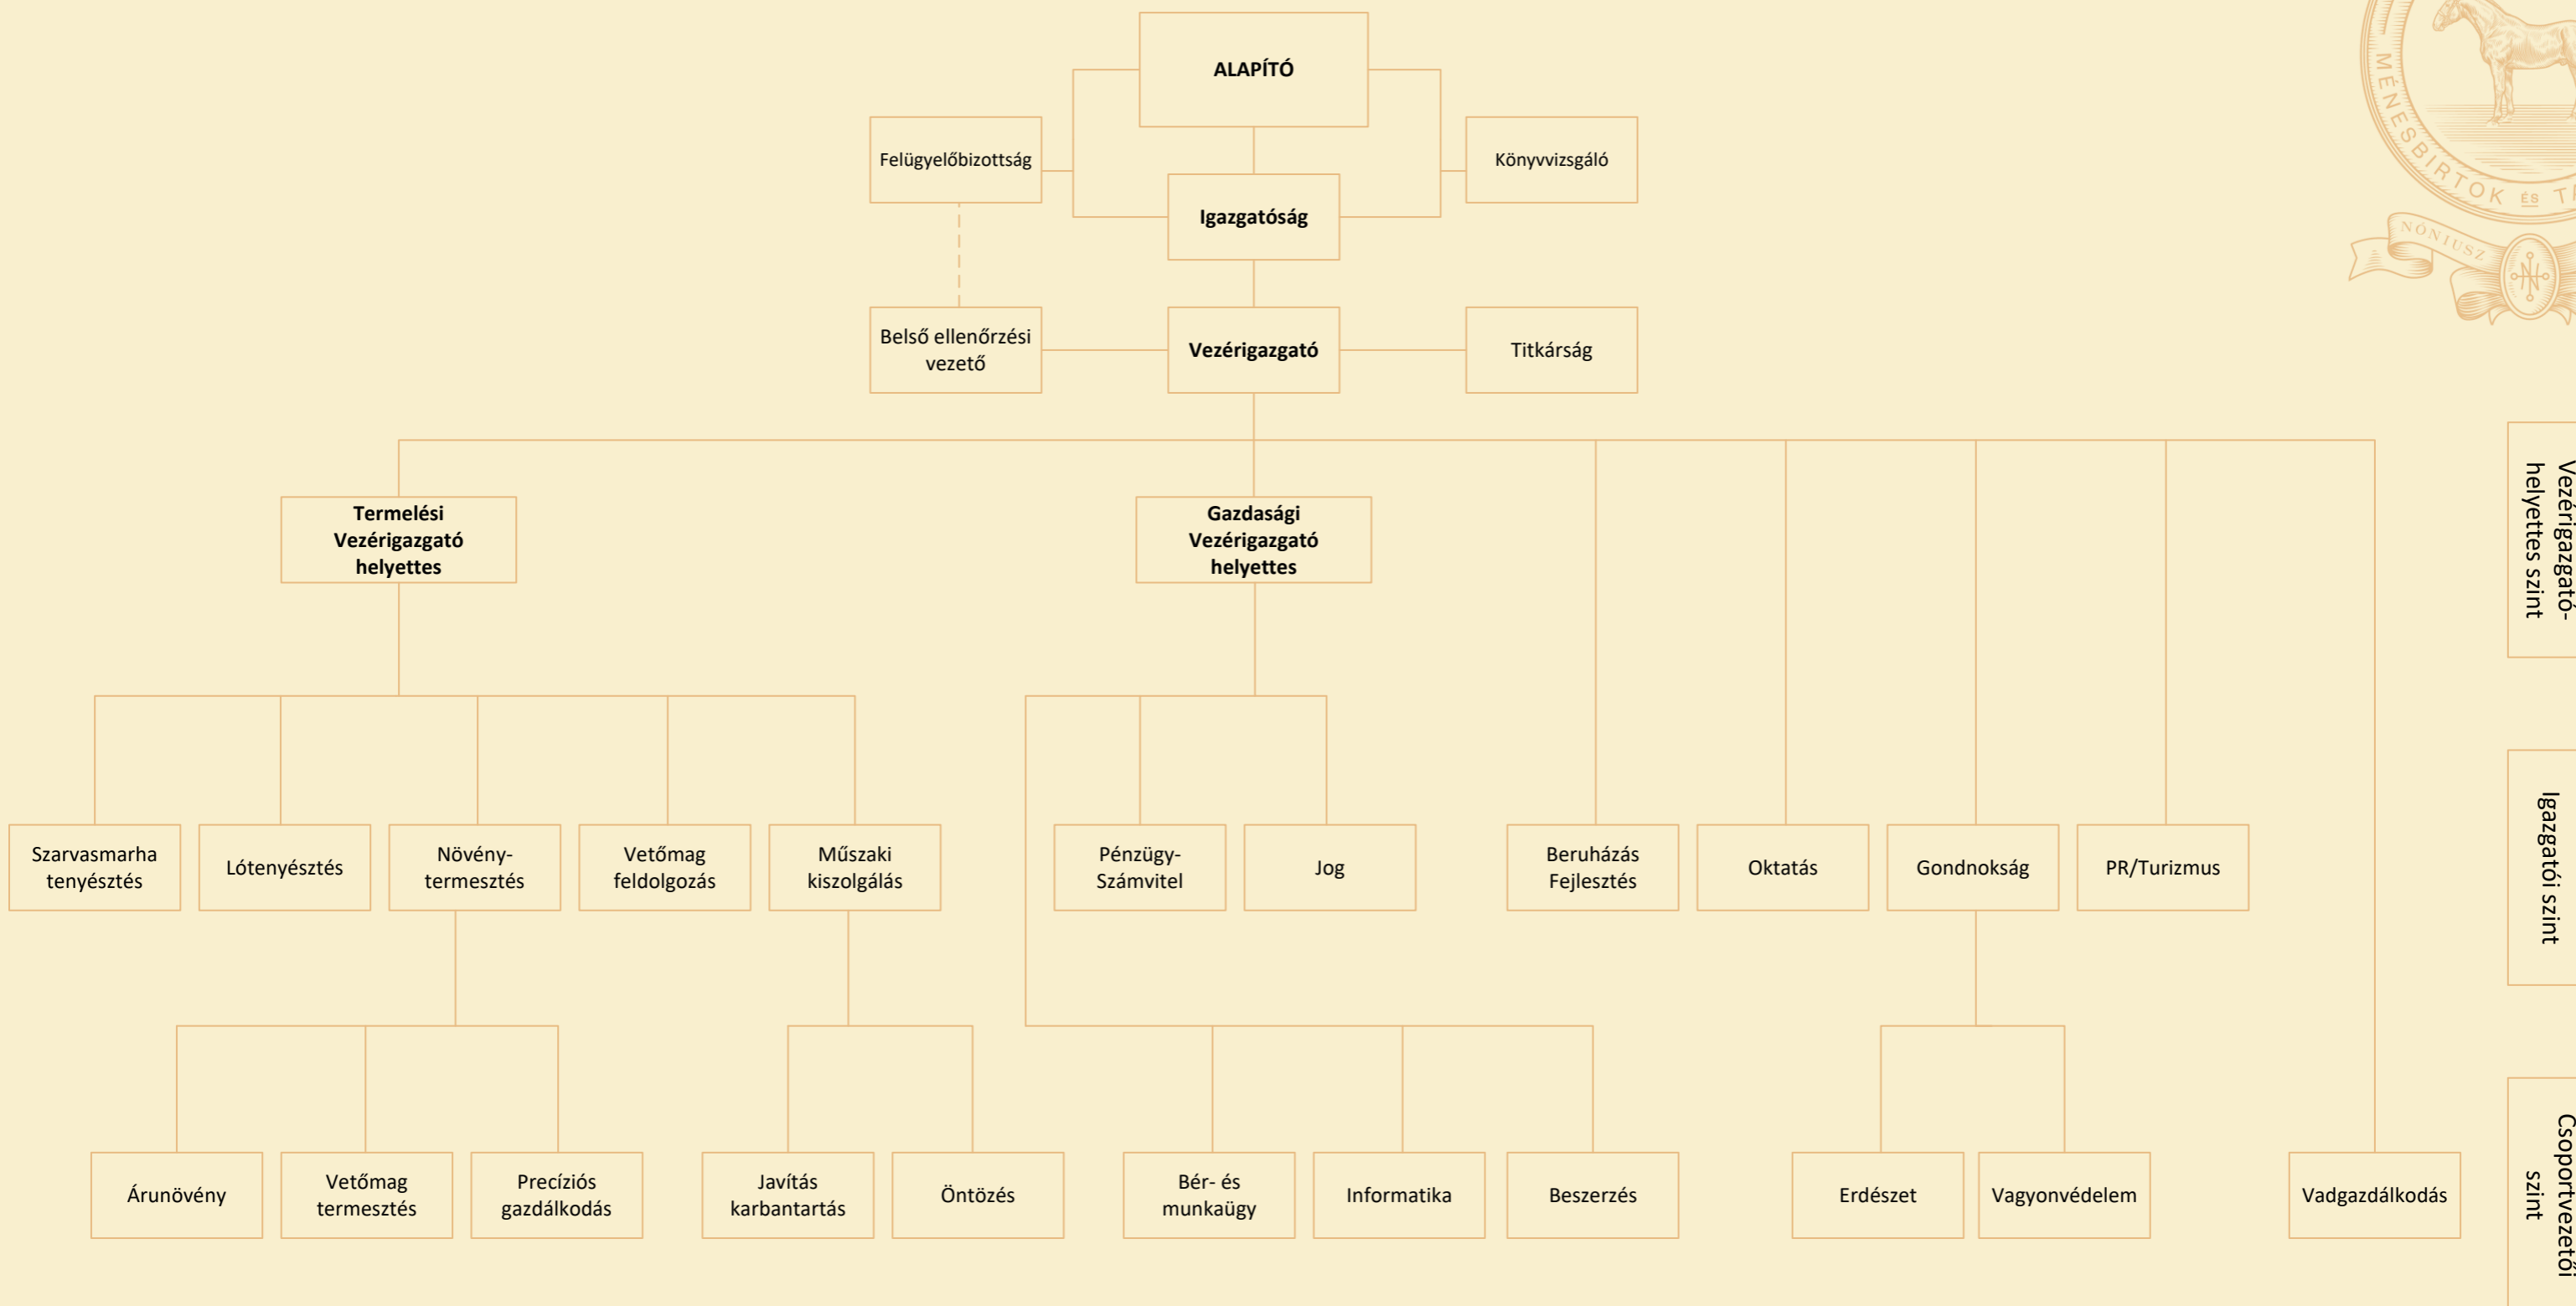 ALAPÍTÓ
Felügyelőbizottság
Könyvvizsgáló
Igazgatóság
Belső ellenőrzési
vezető
Vezérigazgató
Titkárság
Termelési
Vezérigazgató
helyettes
Gazdasági
Vezérigazgató
helyettes
Vezérigazgató-
helyettes szint
Szarvasmarha
tenyésztés
Lótenyésztés
Növény-
termesztés
Vetőmag
feldolgozás
Műszaki
kiszolgálás
Pénzügy-
Számvitel
Jog
Beruházás
Fejlesztés
Oktatás
Gondnokság
PR/Turizmus
Igazgatói szint
Árunövény
Vetőmag
termesztés
Precíziós
gazdálkodás
Javítás
karbantartás
Öntözés
Bér- és
munkaügy
Informatika
Beszerzés
Erdészet
Vagyonvédelem
Vadgazdálkodás
Csoportvezetői
szint
MÉNESBIRTOK ÉS
NÓNIUSZ